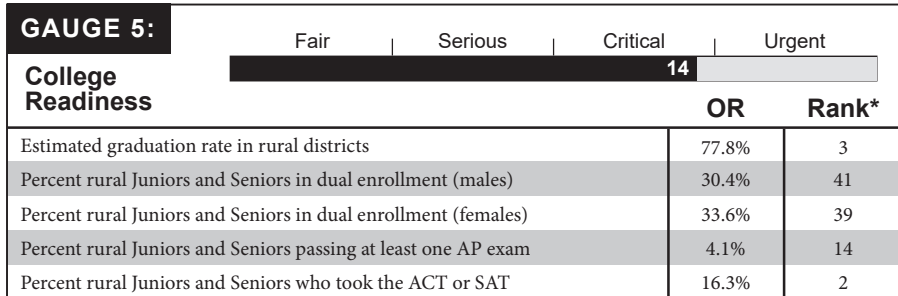 GAUGE 5:
Fair | Serious | Critical | Urgent
14
College
Readiness
OR Rank*
Estimated graduation rate in rural districts 77.8% 3
Percent rural Juniors and Seniors in dual enrollment (males) 30.4% 41
Percent rural Juniors and Seniors in dual enrollment (females) 33.6% 39
Percent rural Juniors and Seniors passing at least one AP exam 4.1% 14
Percent rural Juniors and Seniors who took the ACT or SAT 16.3% 2